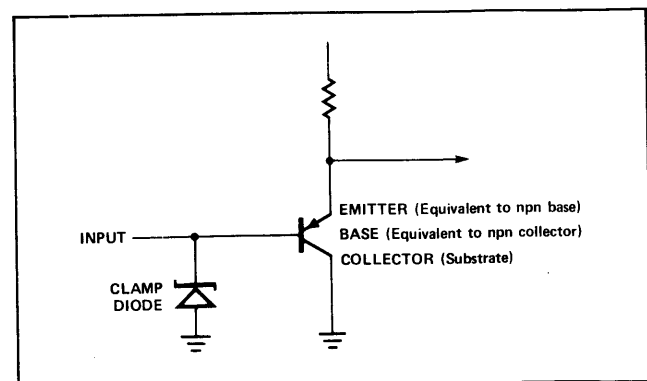 EMITTER (Equivalent to npn base)
INPUT
BASE (Equivalent to npn collector)
COLLECTOR (Substrate)
CLAMP
DIODE